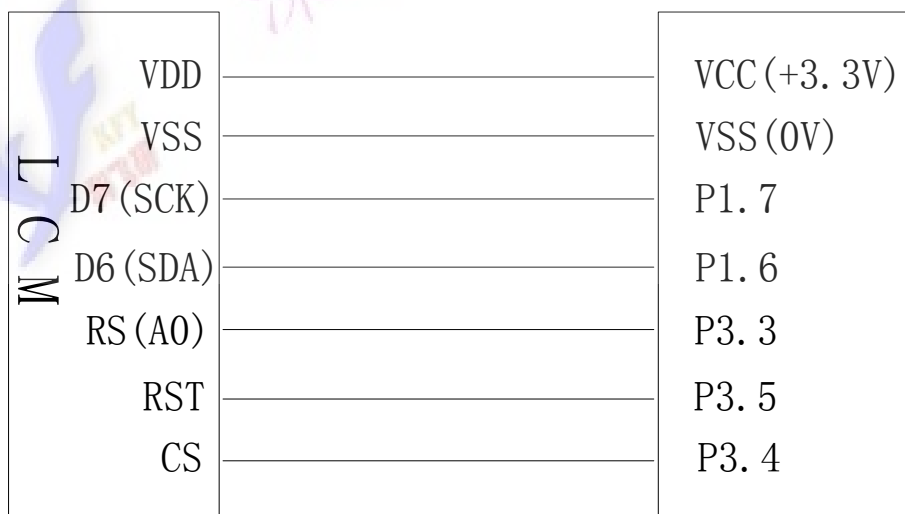 VDD VCC(+3.3V)
VSS VSS(0V)
D7(SCK) P1.7
D6(SDA) P1.6
RS(A0) P3.3
RST P3.5
CS P3.4
LCM
KFY